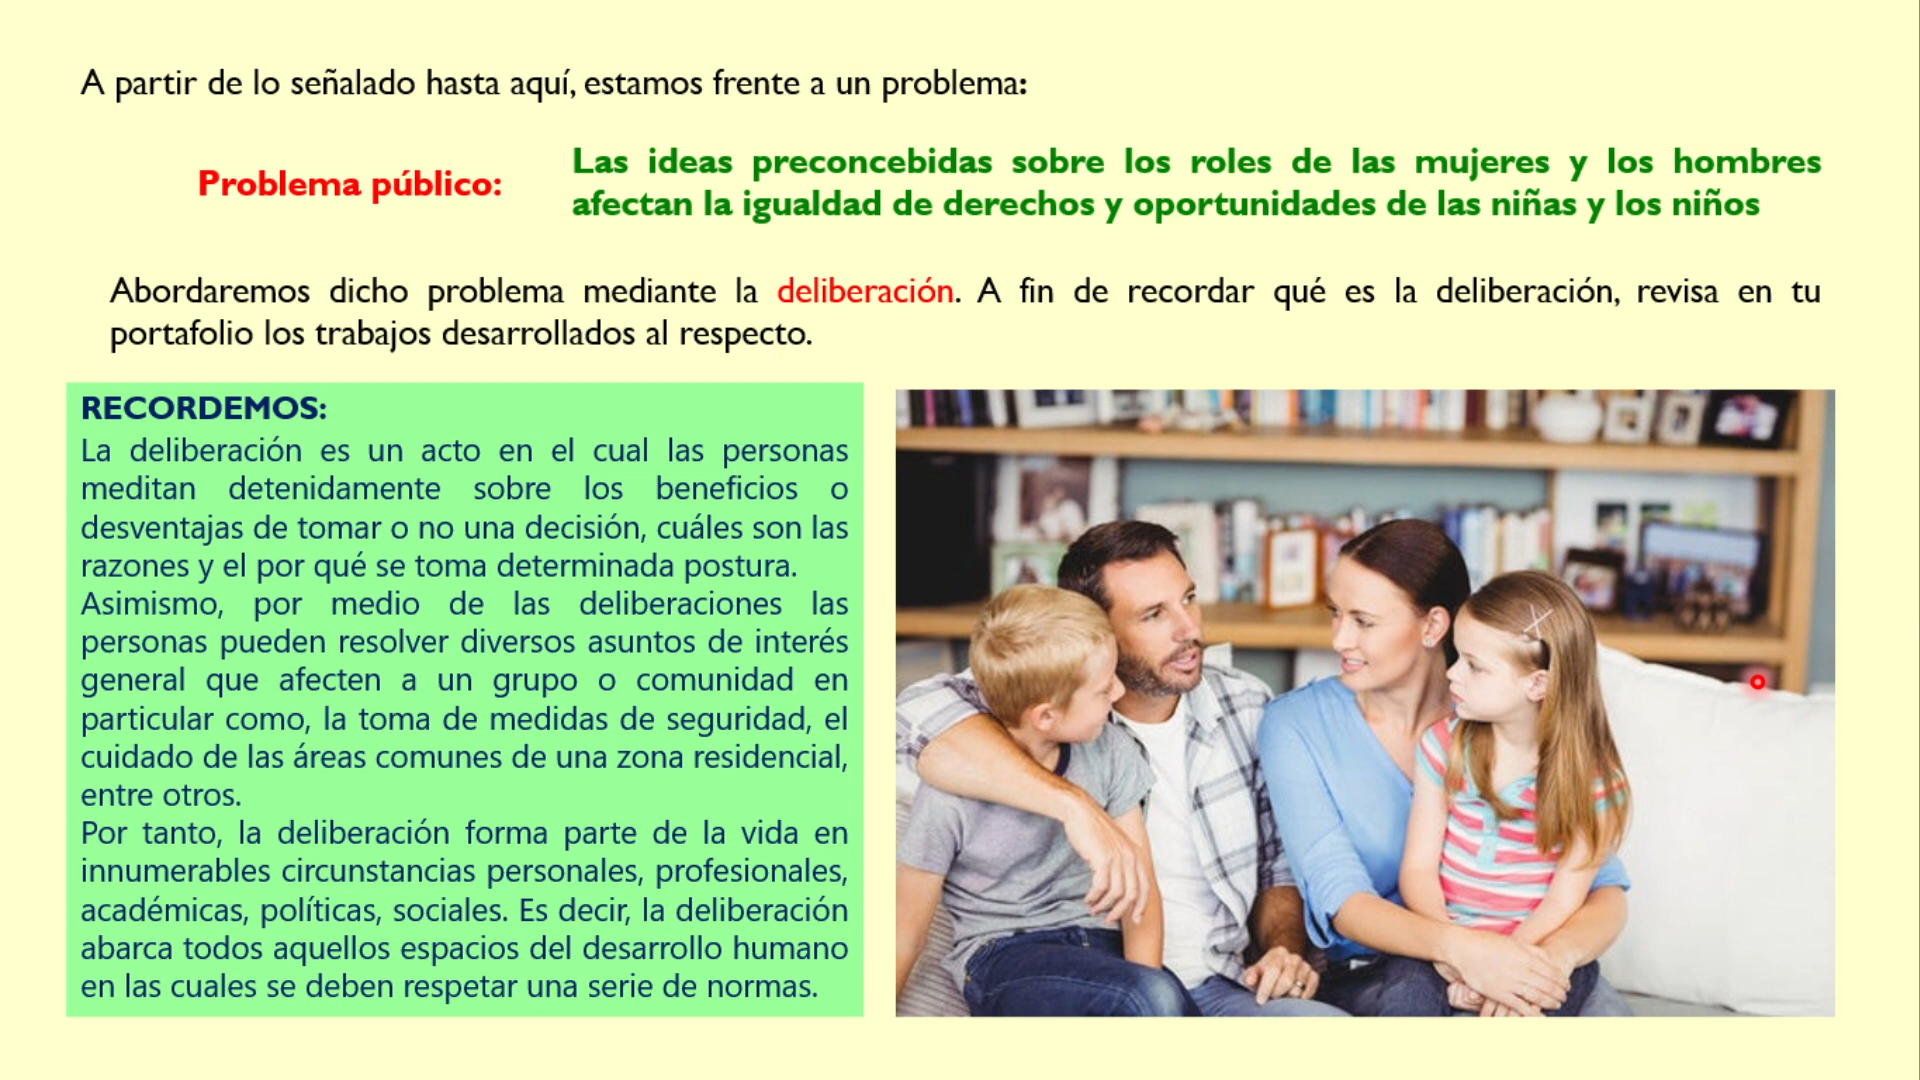 A partir de lo señalado hasta aquí, estamos frente a un problema:
Problema público:
Las ideas preconcebidas sobre los roles de las mujeres y los hombres
afectan la igualdad de derechos y oportunidades de las niñas y los niños
Abordaremos dicho problema mediante la deliberación. A fin de recordar qué es la deliberación, revisa en tu
portafolio los trabajos desarrollados al respecto.
RECORDEMOS:
La deliberación es un acto en el cual las personas
meditan detenidamente sobre los beneficios o
desventajas de tomar o no una decisión, cuáles son las
razones y el por qué se toma determinada postura.
Asimismo, por medio de las deliberaciones las
personas pueden resolver diversos asuntos de interés
general que afecten a un grupo o comunidad en
particular como, la toma de medidas de seguridad, el
cuidado de las áreas comunes de una zona residencial,
entre otros.
Por tanto, la deliberación forma parte de la vida en
innumerables circunstancias personales, profesionales,
académicas, políticas, sociales. Es decir, la deliberación
abarca todos aquellos espacios del desarrollo humano
en las cuales se deben respetar una serie de normas.